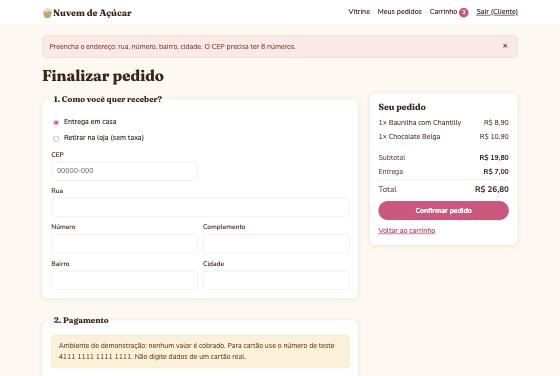 Nuvem de Açúcar
Vitrine Meus pedidos Carrinho 2 Sair (Cliente)
Preencha o endereço: rua, número, bairro, cidade. O CEP precisa ter 8 números. ×
Finalizar pedido
1. Como você quer receber?
Entrega em casa
Retirar na loja (sem taxa)
CEP
00000-000
Rua
Número Complemento
Bairro Cidade
Seu pedido
1× Baunilha com Chantilly R$ 8,90
1× Chocolate Belga R$ 10,90
Subtotal R$ 19,80
Entrega R$ 7,00
Total R$ 26,80
Confirmar pedido
Voltar ao carrinho
2. Pagamento
Ambiente de demonstração: nenhum valor é cobrado. Para cartão use o número de teste
4111 1111 1111 1111. Não digite dados de um cartão real.